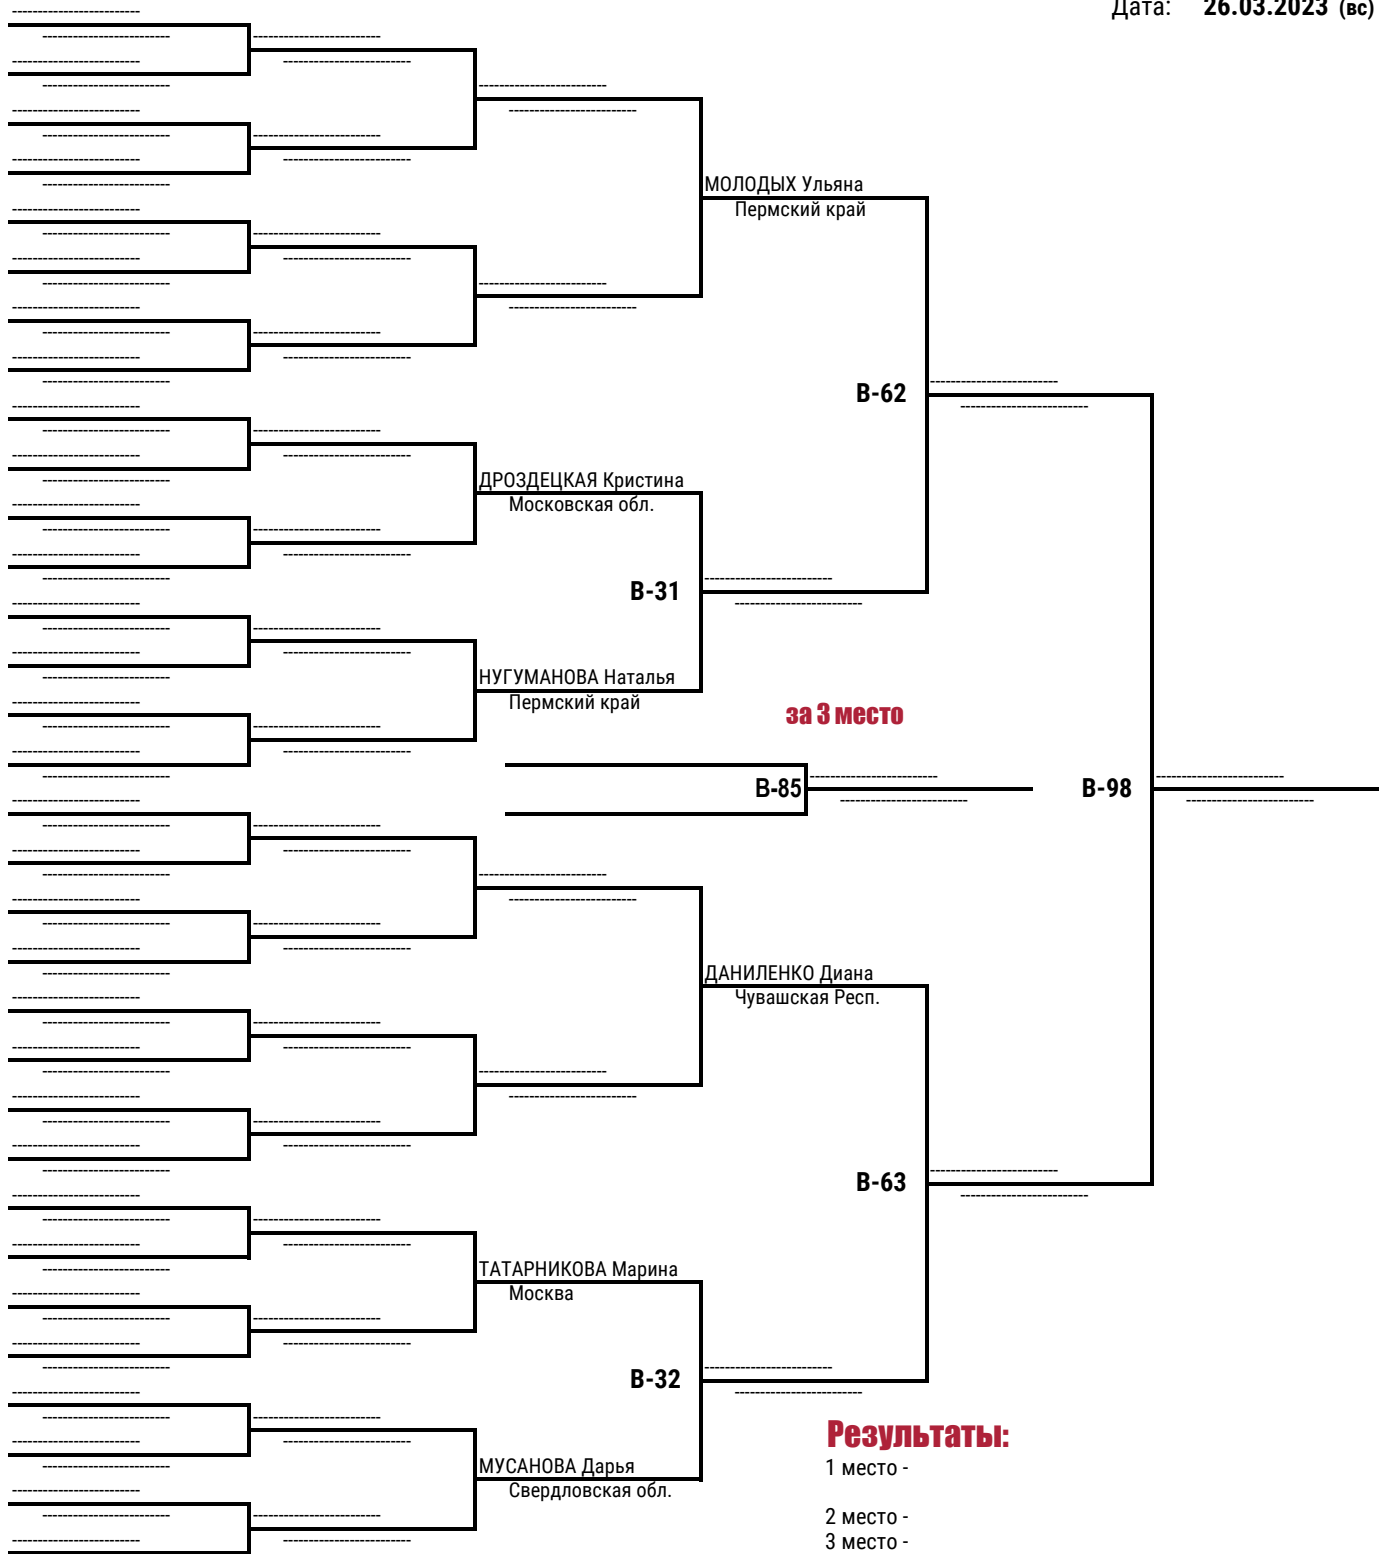 Дата: 26.03.2023 (вс)
МОЛОДЫХ Ульяна
Пермский край
В-62
ДРОЗДЕЦКАЯ Кристина
Московская обл.
В-31
НУГУМАНОВА Наталья
Пермский край
за 3 место
В-85
В-98
ДАНИЛЕНКО Диана
Чувашская Респ.
В-63
ТАТАРНИКОВА Марина
Москва
В-32
МУСАНОВА Дарья
Свердловская обл.
Результаты:
1 место -
2 место -
3 место -